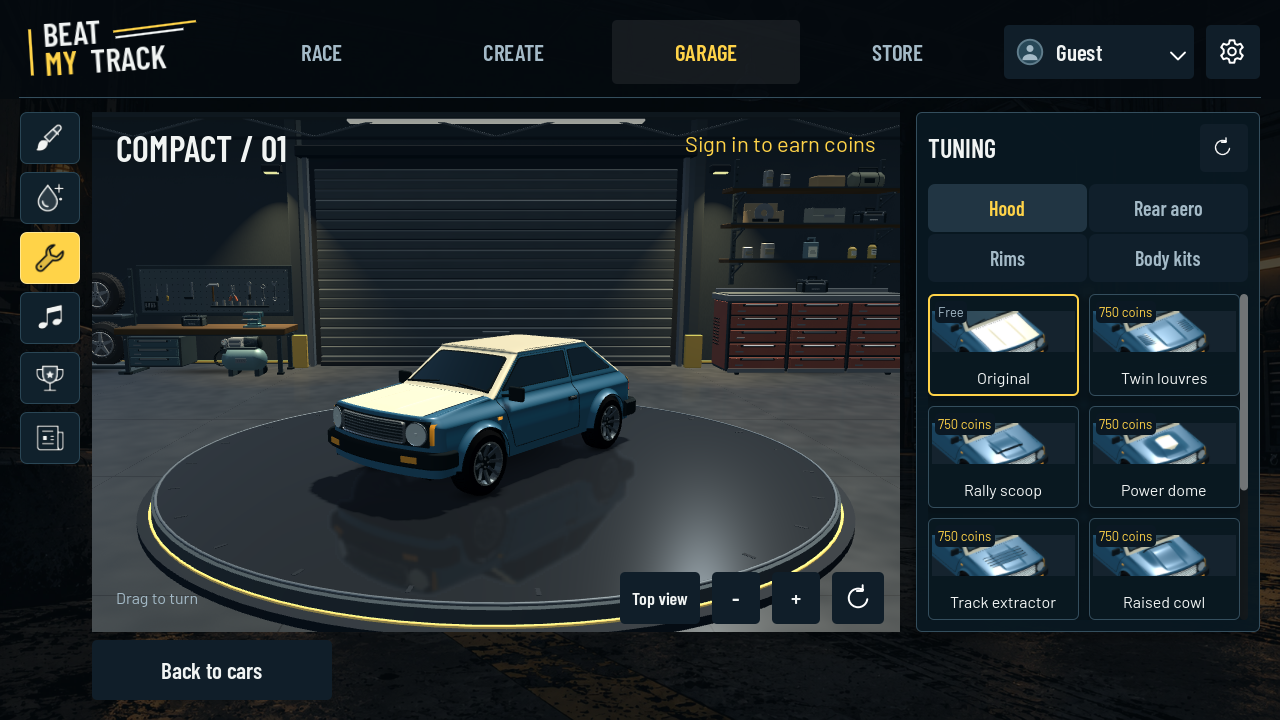 BEAT
MY TRACK
RACE
CREATE
GARAGE
STORE
Guest
COMPACT / 01
Sign in to earn coins
Drag to turn
Top view
-
+
Back to cars
TUNING
Hood
Rear aero
Rims
Body kits
Free
Original
750 coins
Twin louvres
750 coins
Rally scoop
750 coins
Power dome
750 coins
Track extractor
750 coins
Raised cowl